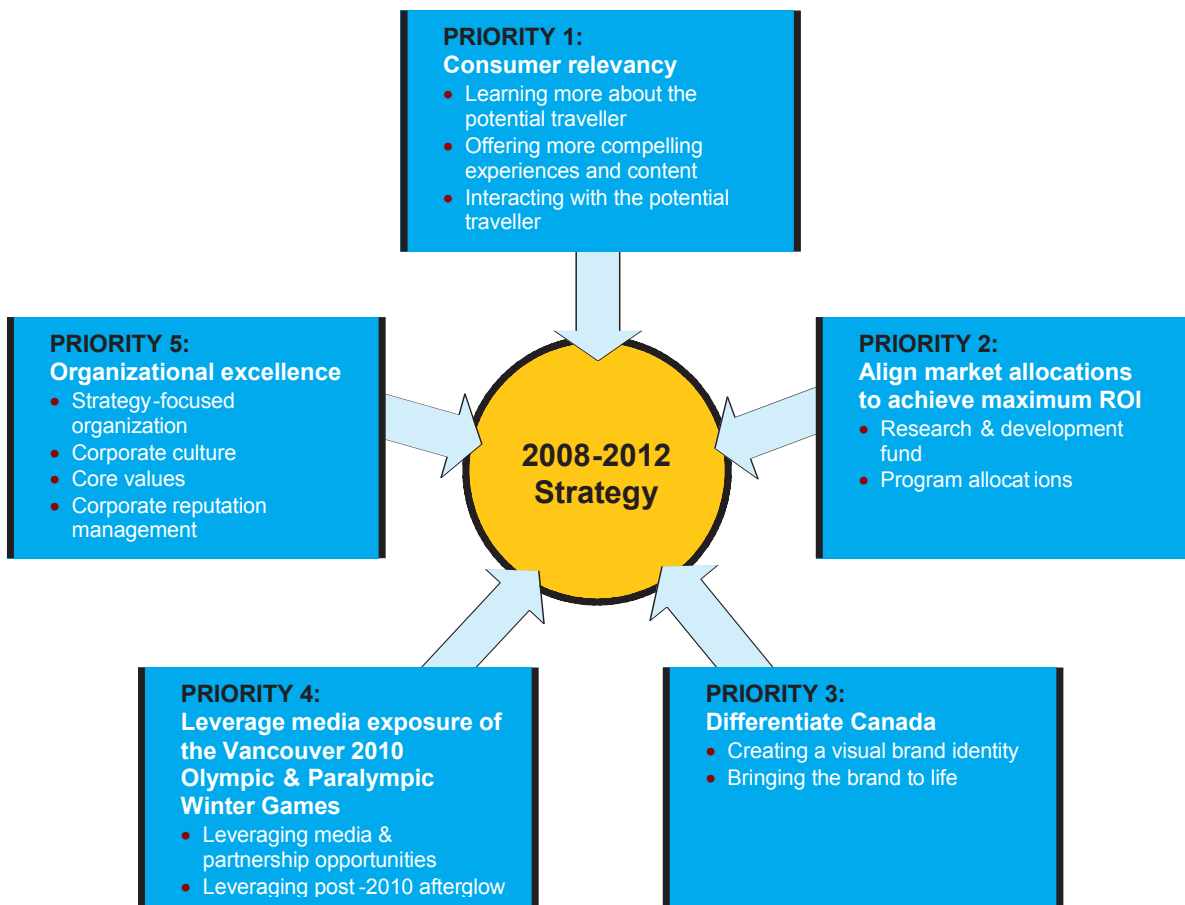 PRIORITY 1:
Consumer relevancy
• Learning more about the
potential traveller
• Offering more compelling
experiences and content
• Interacting with the potential
traveller
PRIORITY 5:
Organizational excellence
• Strategy-focused
organization
• Corporate culture
• Core values
• Corporate reputation
management
2008-2012
Strategy
PRIORITY 2:
Align market allocations
to achieve maximum ROI
• Research & development
fund
• Program allocat ions
PRIORITY 4:
Leverage media exposure of
the Vancouver 2010
Olympic & Paralympic
Winter Games
• Leveraging media &
partnership opportunities
• Leveraging post -2010 afterglow
PRIORITY 3:
Differentiate Canada
• Creating a visual brand identity
• Bringing the brand to life